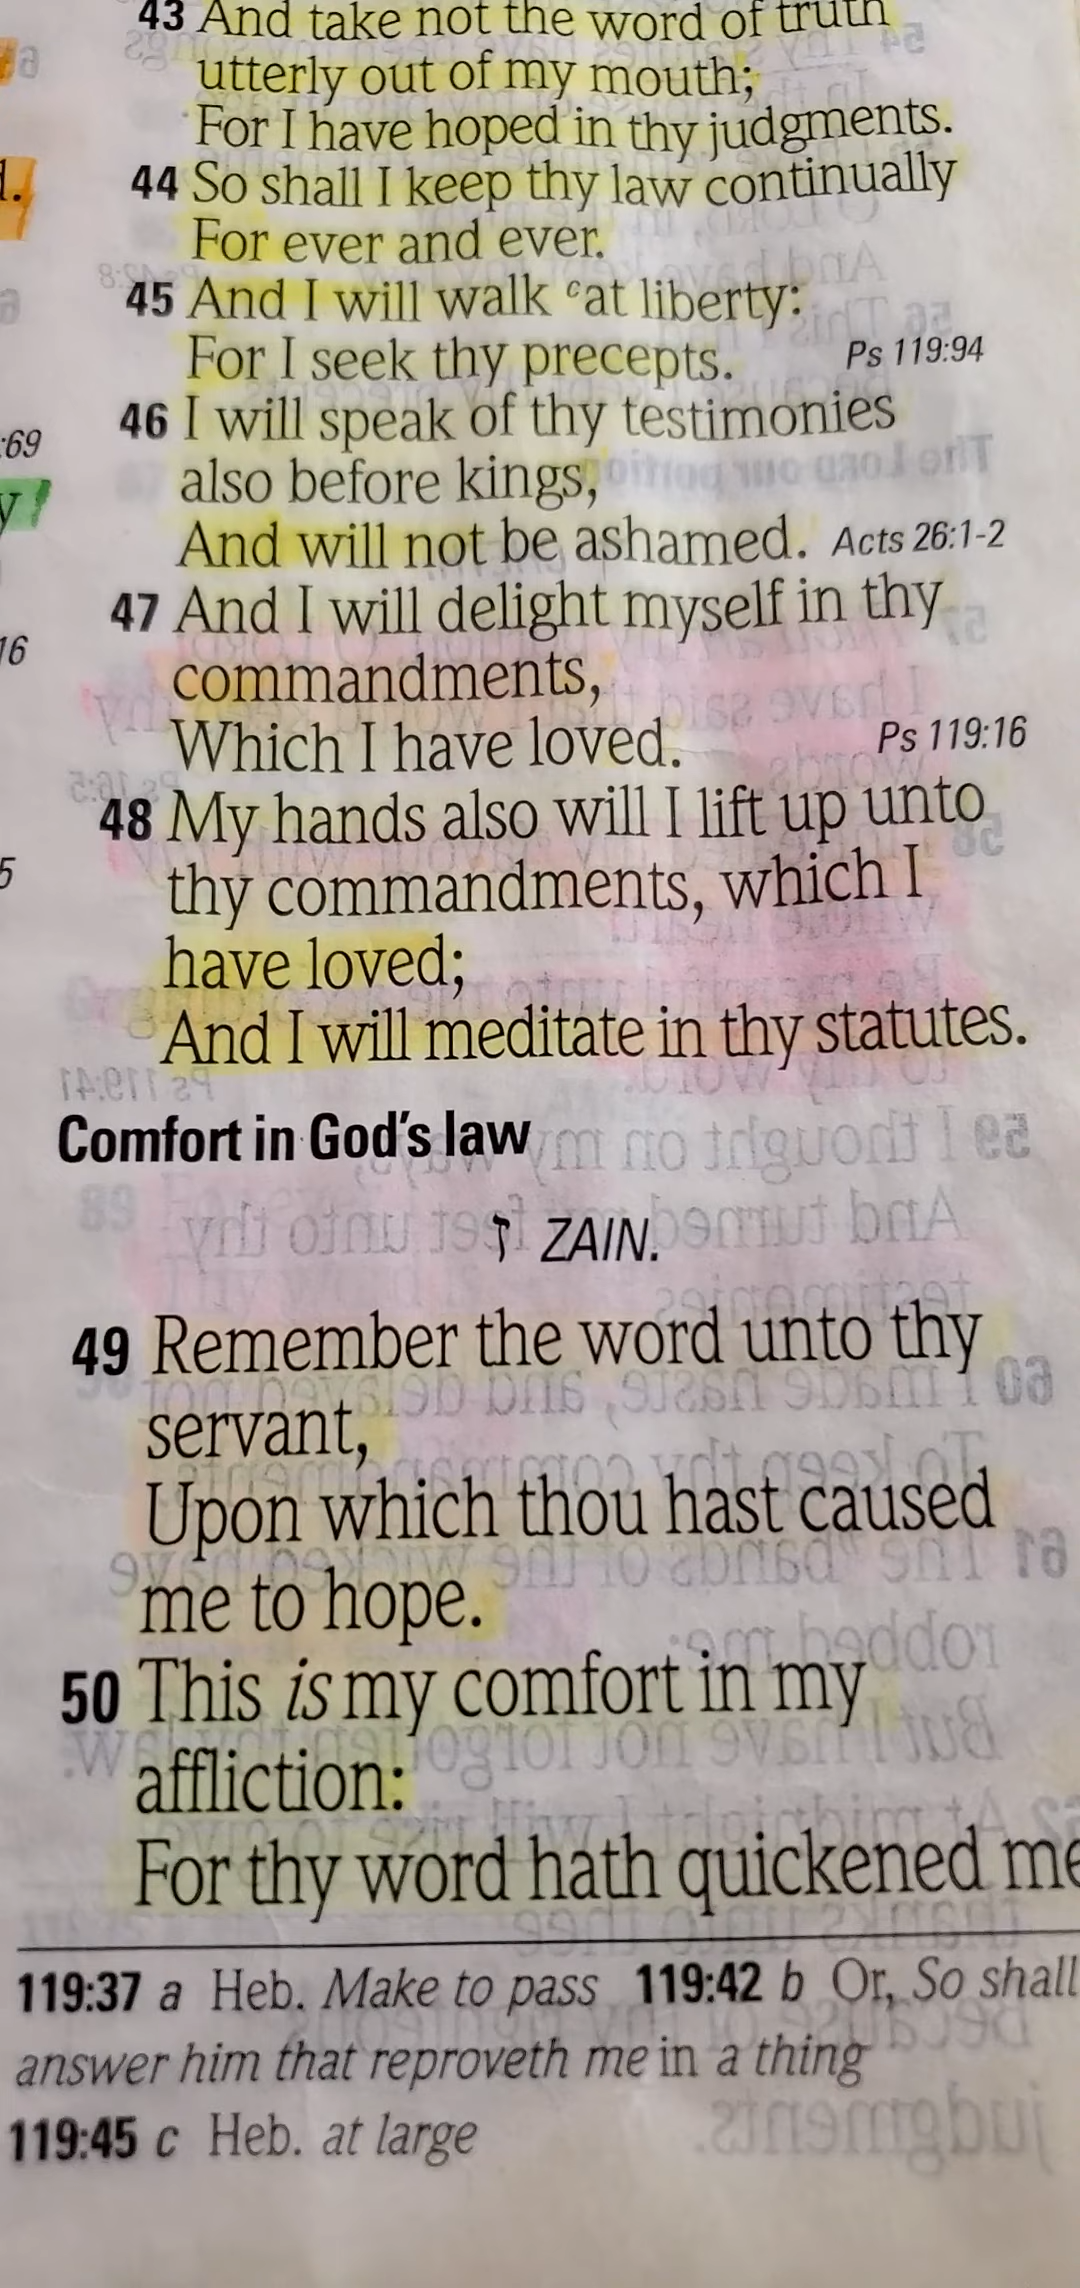 43 And take not the word of truth
utterly out of my mouth;
For I have hoped in thy judgments.
44 So shall I keep thy law continually
For ever and ever.
45 And I will walk ᶜat liberty:
For I seek thy precepts. Ps 119:94
46 I will speak of thy testimonies
also before kings,
And will not be ashamed. Acts 26:1-2
47 And I will delight myself in thy
commandments,
Which I have loved. Ps 119:16
48 My hands also will I lift up unto
thy commandments, which I
have loved;
And I will meditate in thy statutes.
Comfort in God's law
ז ZAIN.
49 Remember the word unto thy
servant,
Upon which thou hast caused
me to hope.
50 This is my comfort in my
affliction:
For thy word hath quickened me
119:37 a Heb. Make to pass 119:42 b Or, So shall
answer him that reproveth me in a thing
119:45 c Heb. at large
:69
16
5